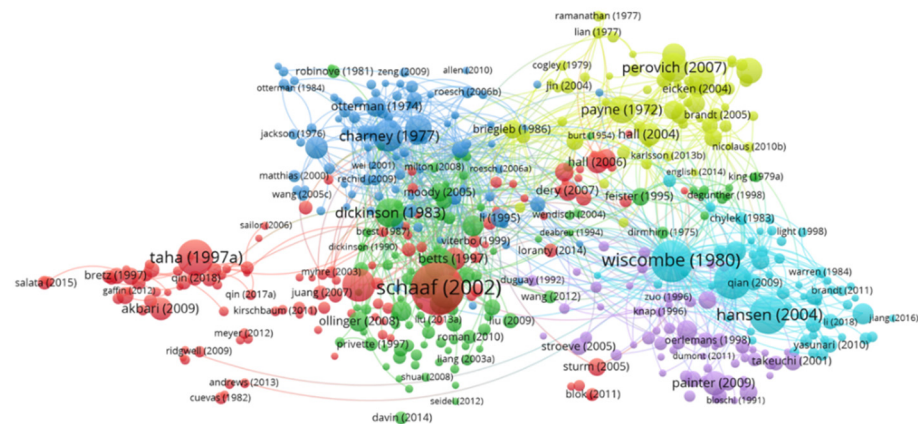 ramanathan (1977)
lian (1977)
robinove (1981)
zeng (2009)
allen (2010)
cogley (1979)
perovich (2007)
otterman (1984)
roesch (2006b)
jin (2004)
eicken (2004)
otterman (1974)
payne (1972)
brandt (2005)
jackson (1976)
charney (1977)
briegleb (1986)
burt (1954)
hall (2004)
nicolaus (2010b)
wei (2001)
milton (2008)
roesch (2006a)
hall (2006)
karlsson (2013b)
matthias (2000)
rechid (2009)
english (2014)
king (1979a)
wang (2005c)
moody (2005)
dery (2007)
feister (1995)
degunther (1998)
dickinson (1983)
li (1995)
wendisch (2004)
chylek (1983)
sailor (2006)
brest (1987)
deabreu (1994)
dirmhirn (1975)
light (1998)
dickinson (1990)
viterbo (1999)
loranty (2014)
taha (1997a)
betts (1997)
wiscombe (1980)
warren (1984)
salata (2015)
bretz (1997)
qin (2018)
myhre (2003)
duguay (1992)
qian (2009)
gaffin (2012)
qin (2017a)
juang (2007)
schaaf (2002)
wang (2012)
zuo (1996)
brandt (2011)
akbari (2009)
kirschbaum (2011)
knap (1996)
hansen (2004)
jiang (2016)
ollinger (2008)
liu (2013a)
liu (2009)
li (2018)
meyer (2012)
roman (2010)
oerlemans (1998)
yasunari (2010)
ridgwell (2009)
privette (1997)
liang (2003a)
stroeve (2005)
dumont (2011)
takeuchi (2001)
andrews (2013)
shuai (2008)
sturm (2005)
painter (2009)
cuevas (1982)
seidel (2012)
blok (2011)
bloschi (1991)
davin (2014)